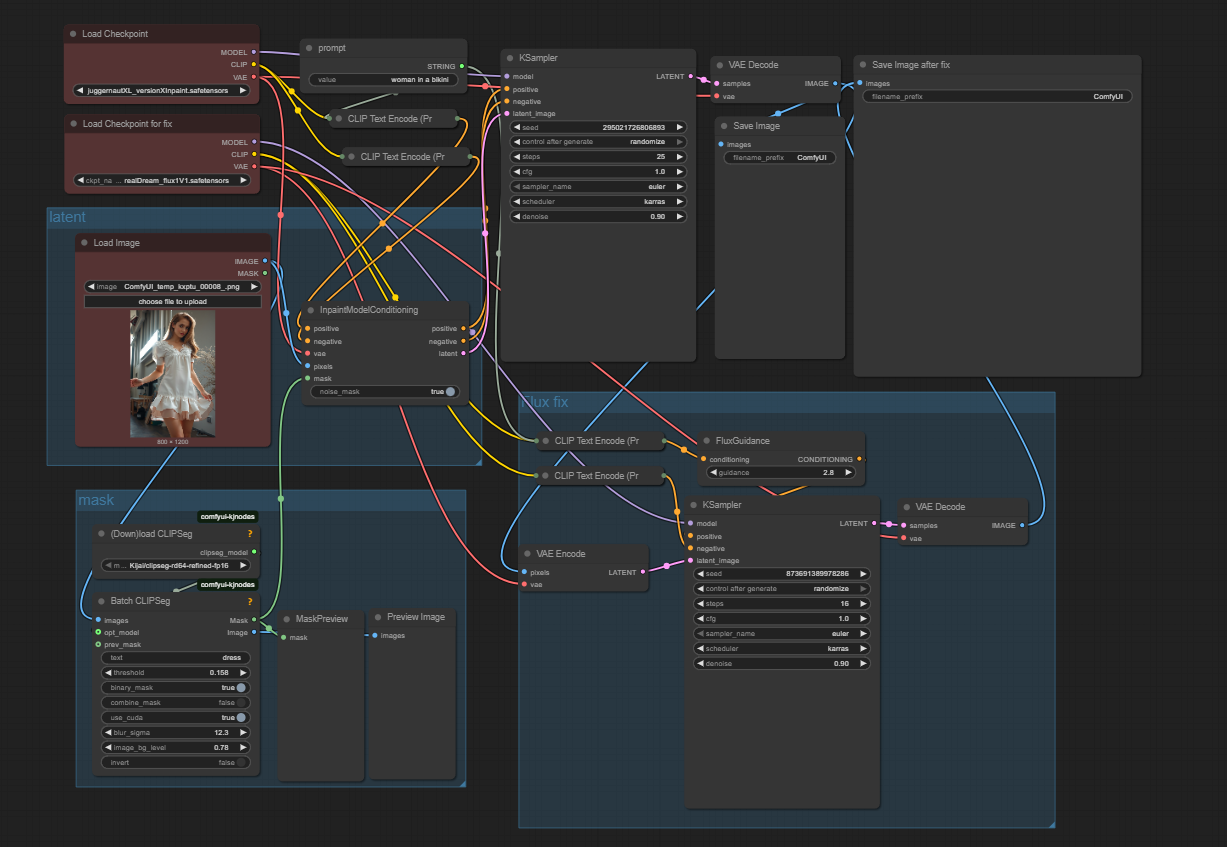 Load Checkpoint
MODEL
CLIP
VAE
juggernautXL_versionXInpaint.safetensors
Load Checkpoint for fix
MODEL
CLIP
VAE
ckpt_na ... realDream_flux1V1.safetensors
prompt
STRING
value woman in a bikini
CLIP Text Encode (Pr
CLIP Text Encode (Pr
KSampler
model LATENT
positive
negative
latent_image
seed 295021726806893
control after generate randomize
steps 25
cfg 1.0
sampler_name euler
scheduler karras
denoise 0.90
VAE Decode
samples IMAGE
vae
Save Image
images
filename_prefix ComfyUI
Save Image after fix
images
filename_prefix ComfyUI
latent
Load Image
IMAGE
MASK
image ComfyUI_temp_kxptu_00008_.png
choose file to upload
800 × 1200
InpaintModelConditioning
positive positive
negative negative
vae latent
pixels
mask
noise_mask true
mask
comfyui-kjnodes
(Down)load CLIPSeg ?
clipseg_model
m ... Kijai/clipseg-rd64-refined-fp16
comfyui-kjnodes
Batch CLIPSeg ?
images Mask
opt_model Image
prev_mask
text dress
threshold 0.158
binary_mask true
combine_mask false
use_cuda true
blur_sigma 12.3
image_bg_level 0.78
invert false
MaskPreview
mask
Preview Image
images
Flux fix
CLIP Text Encode (Pr
CLIP Text Encode (Pr
FluxGuidance
conditioning CONDITIONING
guidance 2.8
VAE Encode
pixels LATENT
vae
KSampler
model LATENT
positive
negative
latent_image
seed 873691389978286
control after generate randomize
steps 16
cfg 1.0
sampler_name euler
scheduler karras
denoise 0.90
VAE Decode
samples IMAGE
vae